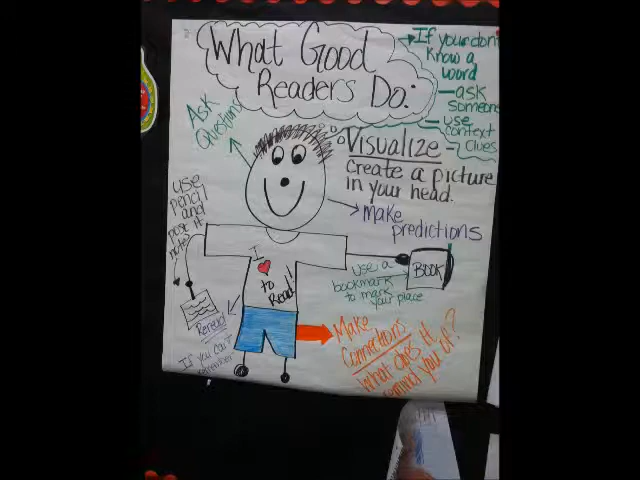 What Good
Readers Do:
If your don't
know a
word
— ask
someone
— use
context
clues
Ask
Questions
Visualize –
Create a picture
in your head.
Make
predictions
use
pencil
and
post it
notes
I
to Read!
BOOK
use a
bookmark
to mark
your place
Reread
If you can't
remember
Make
Connections
What does it
remind you of?